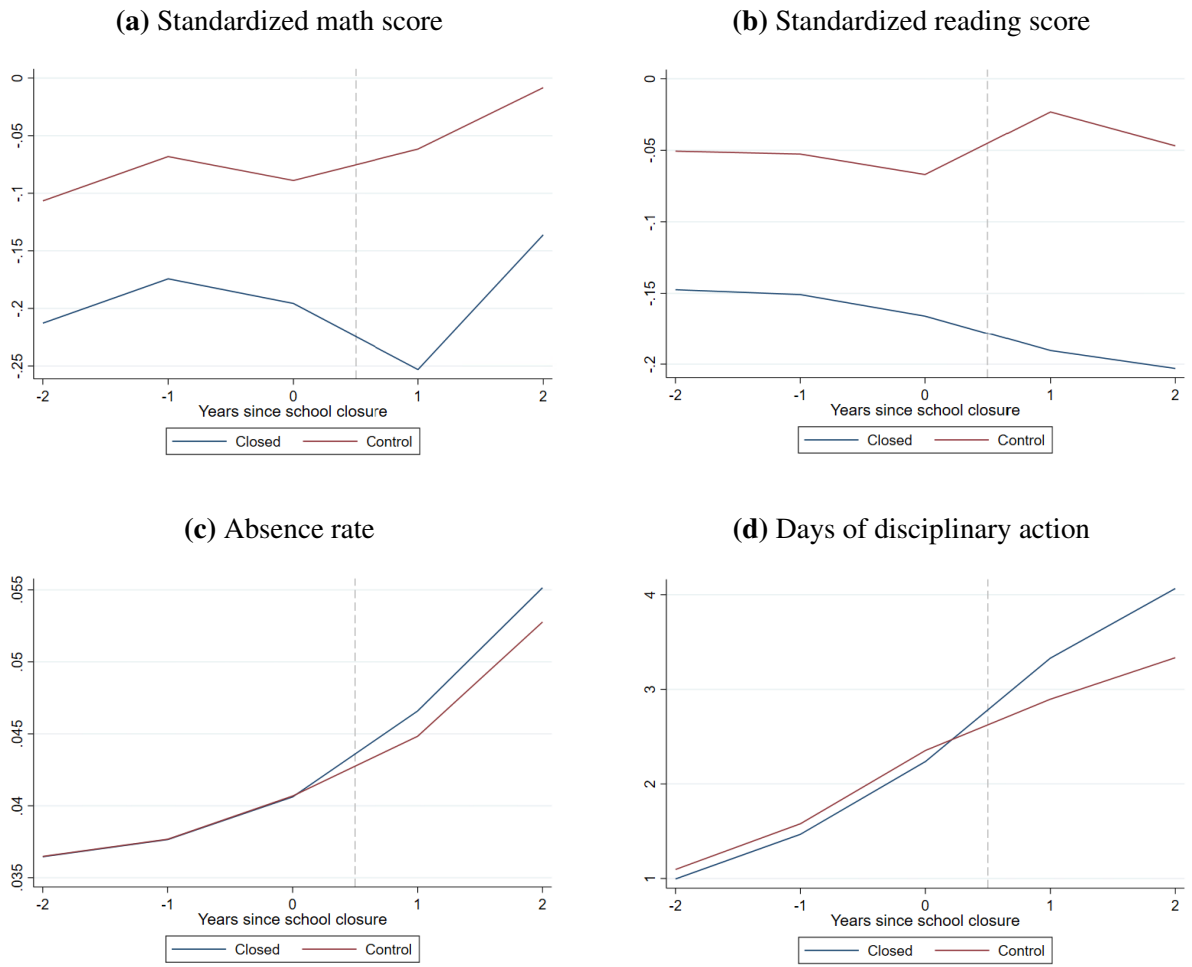 (a) Standardized math score
0
-.05
-.1
-.15
-.2
-.25
-2 -1 0 1 2
Years since school closure
Closed Control
(b) Standardized reading score
0
-.05
-.1
-.15
-.2
-2 -1 0 1 2
Years since school closure
Closed Control
(c) Absence rate
.055
.05
.045
.04
.035
-2 -1 0 1 2
Years since school closure
Closed Control
(d) Days of disciplinary action
4
3
2
1
-2 -1 0 1 2
Years since school closure
Closed Control